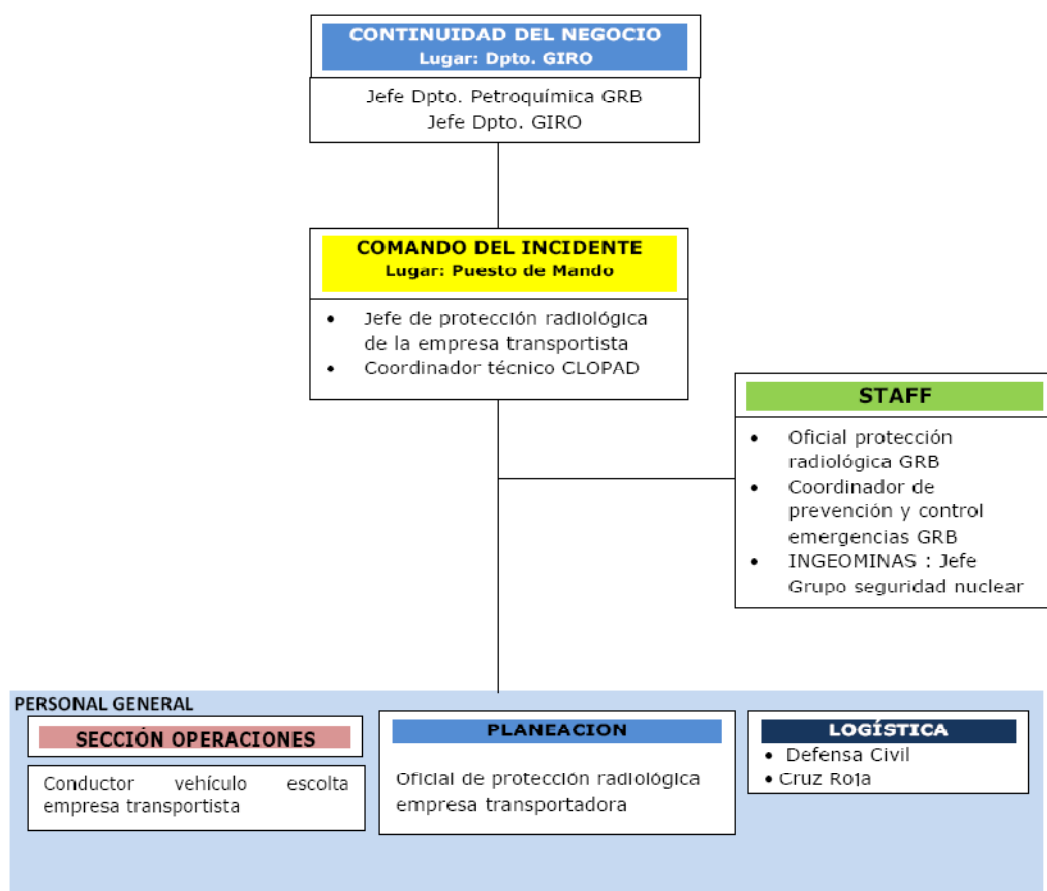 CONTINUIDAD DEL NEGOCIO
Lugar: Dpto. GIRO
Jefe Dpto. Petroquímica GRB
Jefe Dpto. GIRO
COMANDO DEL INCIDENTE
Lugar: Puesto de Mando
• Jefe de protección radiológica
de la empresa transportista
• Coordinador técnico CLOPAD
STAFF
• Oficial protección
radiológica GRB
• Coordinador de
prevención y control
emergencias GRB
• INGEOMINAS : Jefe
Grupo seguridad nuclear
PERSONAL GENERAL
SECCIÓN OPERACIONES
Conductor vehículo escolta
empresa transportista
PLANEACION
Oficial de protección radiológica
empresa transportadora
LOGÍSTICA
• Defensa Civil
• Cruz Roja